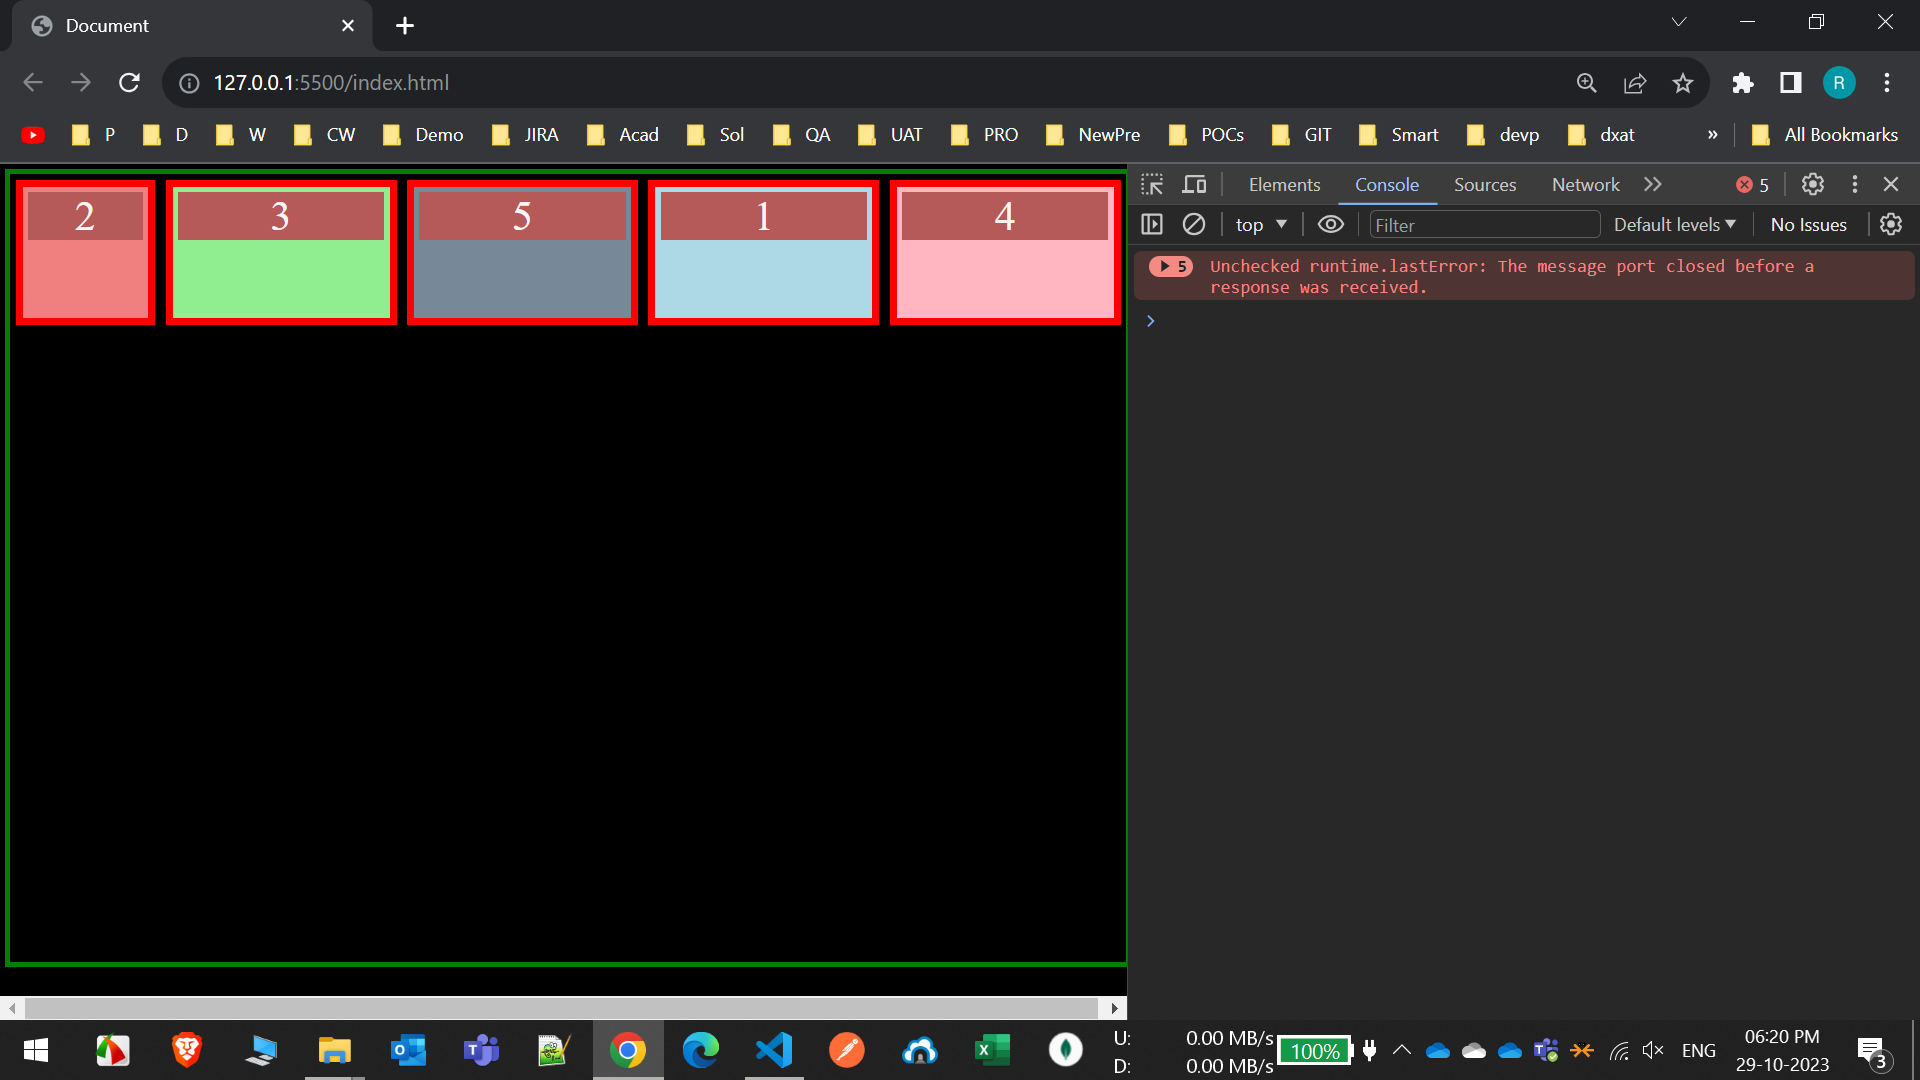 Document
127.0.0.1:5500/index.html
R
P D W CW Demo JIRA Acad Sol QA UAT PRO NewPre POCs GIT Smart devp dxat » All Bookmarks
2 3 5 1 4
Elements Console Sources Network 5
top Filter Default levels No Issues
5 Unchecked runtime.lastError: The message port closed before a
response was received.
U: 0.00 MB/s
D: 0.00 MB/s
100%
ENG
06:20 PM
29-10-2023
3